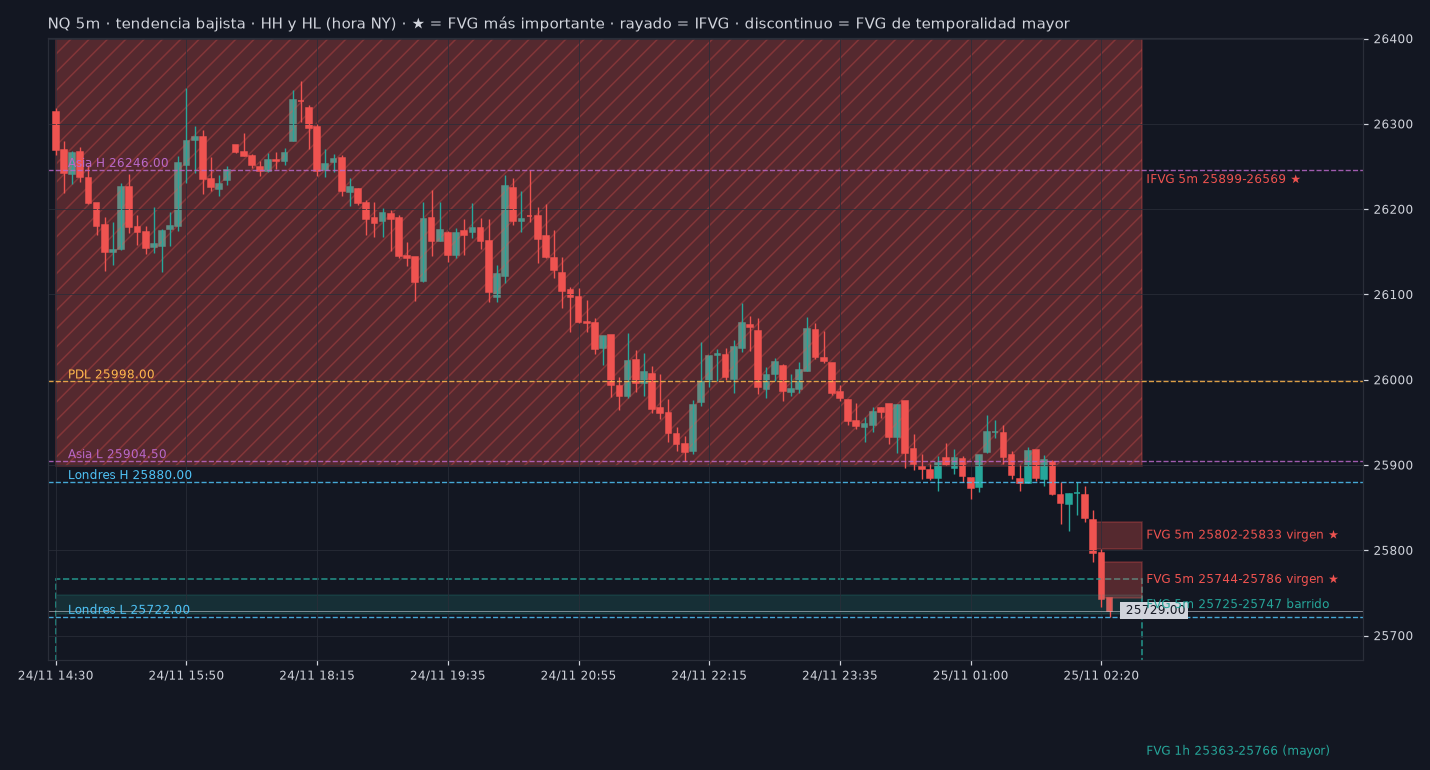 NQ 5m · tendencia bajista · HH y HL (hora NY) · ★ = FVG más importante · rayado = IFVG · discontinuo = FVG de temporalidad mayor
26400
26300
Asia H 26246.00
IFVG 5m 25899-26569 ★
26200
26100
PDL 25998.00
26000
Asia L 25904.50
25900
Londres H 25880.00
FVG 5m 25802-25833 virgen ★
25800
FVG 5m 25744-25786 virgen ★
FVG 5m 25725-25747 barrido
Londres L 25722.00
25729.00
25700
24/11 14:30
24/11 15:50
24/11 18:15
24/11 19:35
24/11 20:55
24/11 22:15
24/11 23:35
25/11 01:00
25/11 02:20
FVG 1h 25363-25766 (mayor)